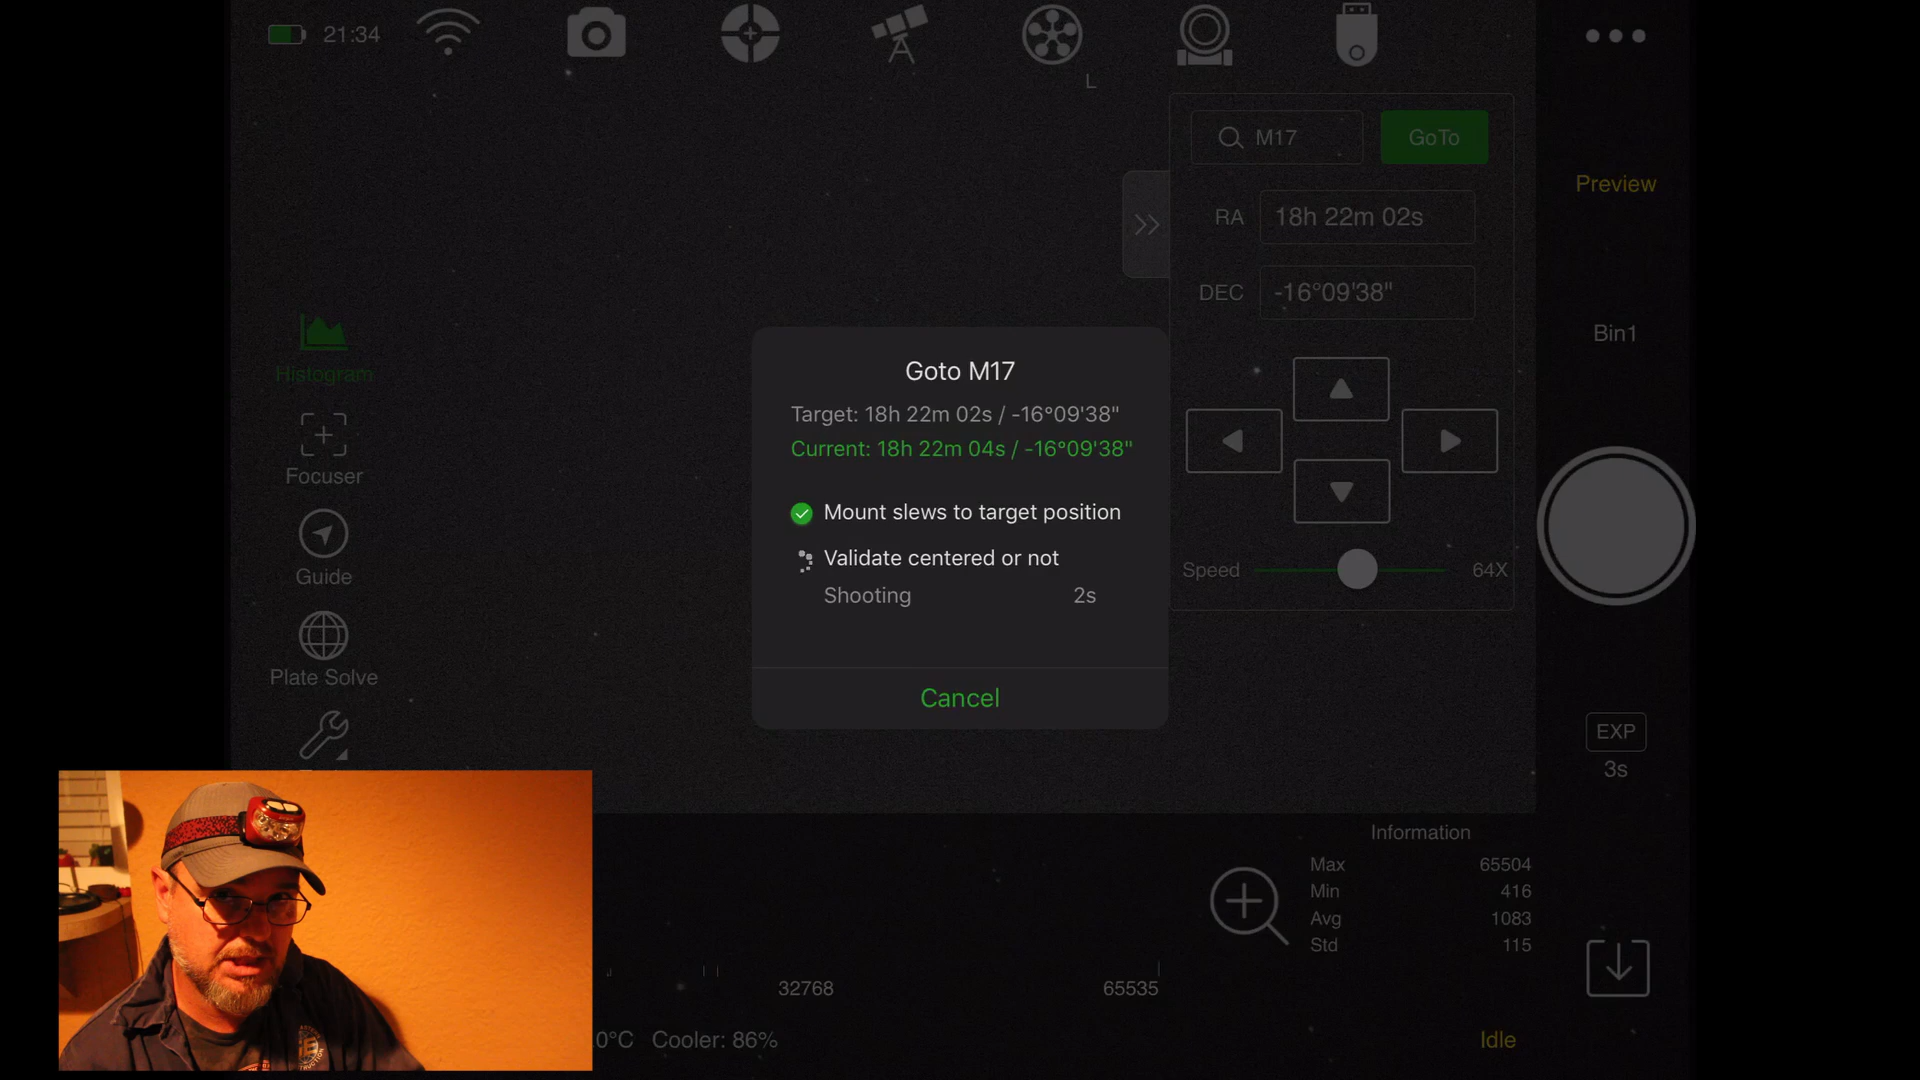 21:34
L
M17
GoTo
Preview
RA
18h 22m 02s
DEC
-16°09'38"
Bin1
Histogram
Goto M17
Target: 18h 22m 02s / -16°09'38"
Current: 18h 22m 04s / -16°09'38"
Focuser
Mount slews to target position
Validate centered or not
Shooting 2s
Speed 64X
Guide
Plate Solve
Cancel
EXP
3s
Information
Max 65504
Min 416
Avg 1083
Std 115
32768
65535
0°C Cooler: 86%
Idle